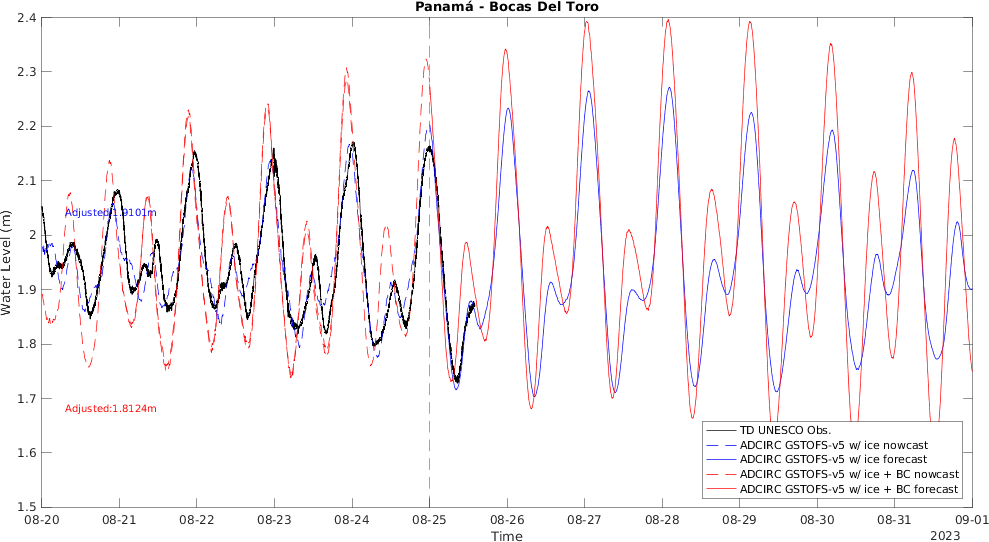 Panamá - Bocas Del Toro
Water Level (m)
2.4
2.3
2.2
2.1
2
1.9
1.8
1.7
1.6
1.5
Adjusted:1.9101m
Adjusted:1.8124m
TD UNESCO Obs.
ADCIRC GSTOFS-v5 w/ ice nowcast
ADCIRC GSTOFS-v5 w/ ice forecast
ADCIRC GSTOFS-v5 w/ ice + BC nowcast
ADCIRC GSTOFS-v5 w/ ice + BC forecast
08-20 08-21 08-22 08-23 08-24 08-25 08-26 08-27 08-28 08-29 08-30 08-31 09-01
Time
2023